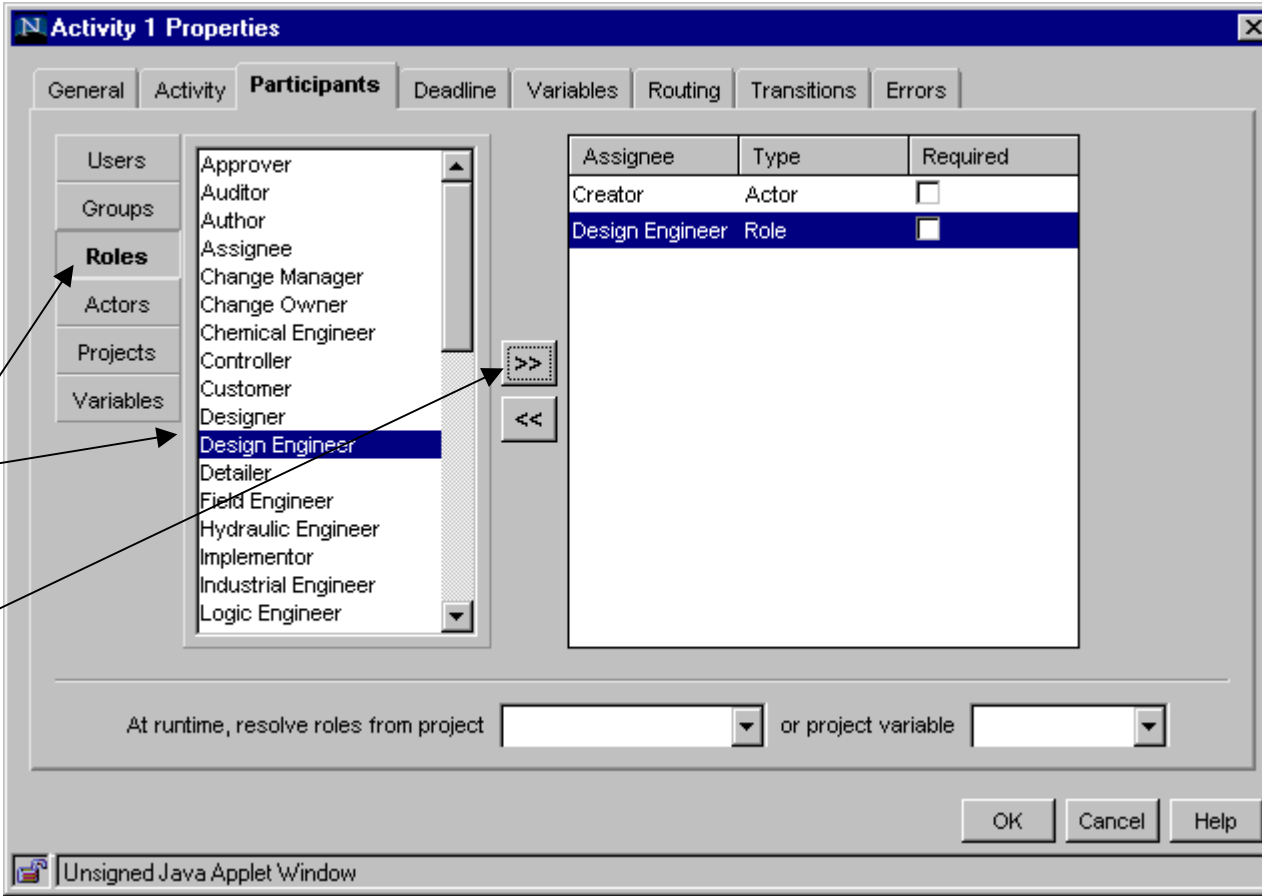 N Activity 1 Properties
General Activity Participants Deadline Variables Routing Transitions Errors
Users
Groups
Roles
Actors
Projects
Variables
Approver
Auditor
Author
Assignee
Change Manager
Change Owner
Chemical Engineer
Controller
Customer
Designer
Design Engineer
Detailer
Field Engineer
Hydraulic Engineer
Implementor
Industrial Engineer
Logic Engineer
>>
<<
Assignee Type Required
Creator Actor
Design Engineer Role
At runtime, resolve roles from project or project variable
OK Cancel Help
Unsigned Java Applet Window